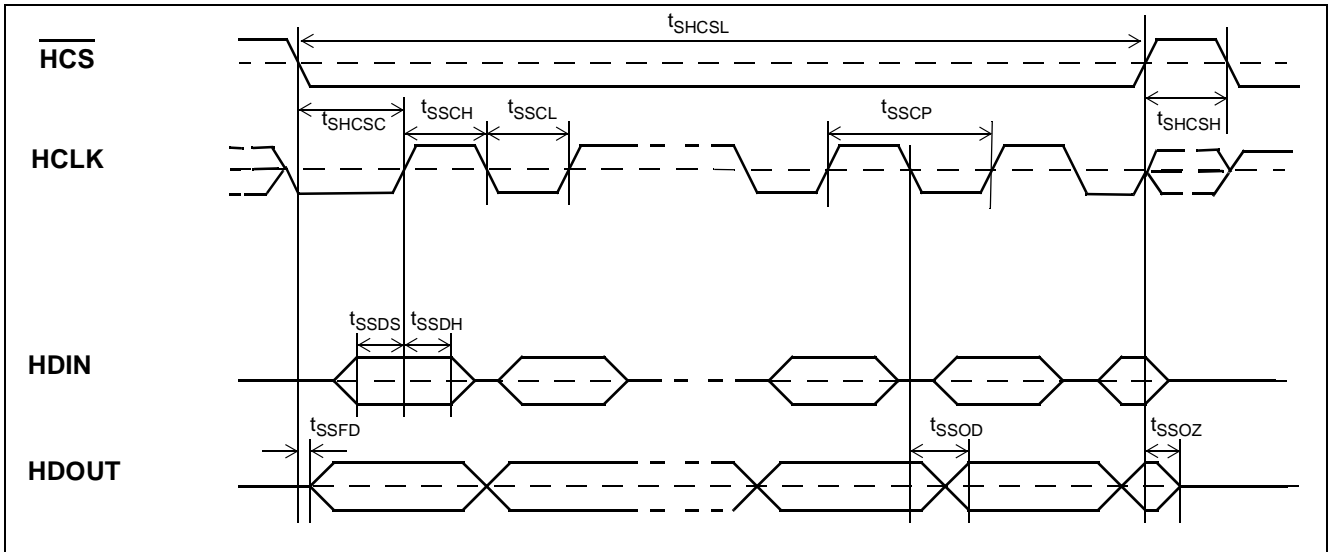 tSHCSL
HCS
tSHCSC tSSCH tSSCL tSSCP tSHCSH
HCLK
tSSDS tSSDH
HDIN
tSSFD tSSOD tSSOZ
HDOUT